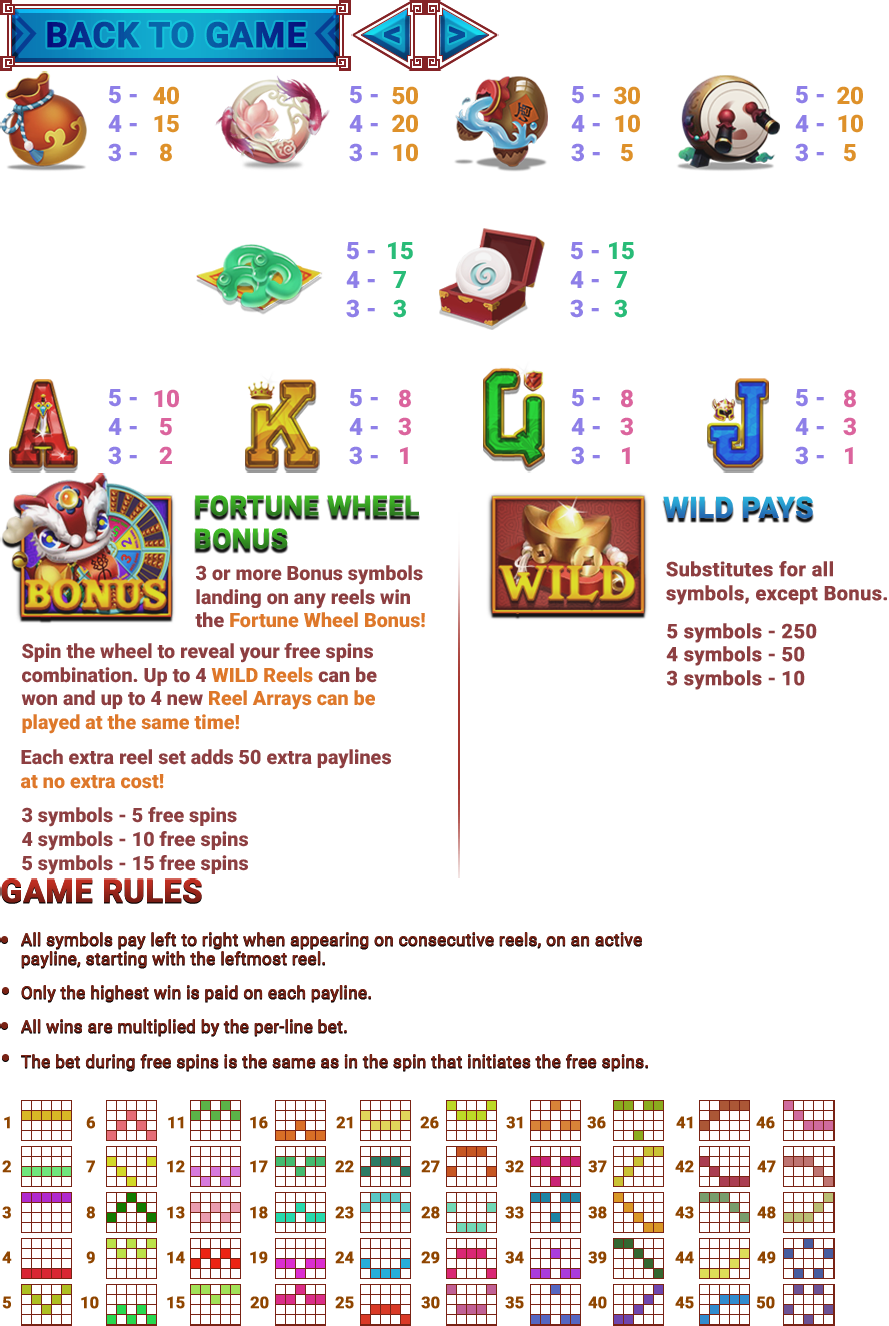 BACK TO GAME < >
5 - 40 5 - 50 5 - 30 5 - 20
4 - 15 4 - 20 4 - 10 4 - 10
3 - 8 3 - 10 3 - 5 3 - 5
5 - 15 5 - 15
4 - 7 4 - 7
3 - 3 3 - 3
A K Q J
5 - 10 5 - 8 5 - 8 5 - 8
4 - 5 4 - 3 4 - 3 4 - 3
3 - 2 3 - 1 3 - 1 3 - 1
BONUS
FORTUNE WHEEL
BONUS
3 or more Bonus symbols
landing on any reels win
the Fortune Wheel Bonus!
Spin the wheel to reveal your free spins
combination. Up to 4 WILD Reels can be
won and up to 4 new Reel Arrays can be
played at the same time!
Each extra reel set adds 50 extra paylines
at no extra cost!
3 symbols - 5 free spins
4 symbols - 10 free spins
5 symbols - 15 free spins
WILD
WILD PAYS
Substitutes for all
symbols, except Bonus.
5 symbols - 250
4 symbols - 50
3 symbols - 10
GAME RULES
• All symbols pay left to right when appearing on consecutive reels, on an active
payline, starting with the leftmost reel.
• Only the highest win is paid on each payline.
• All wins are multiplied by the per-line bet.
• The bet during free spins is the same as in the spin that initiates the free spins.
1 6 11 16 21 26 31 36 41 46
2 7 12 17 22 27 32 37 42 47
3 8 13 18 23 28 33 38 43 48
4 9 14 19 24 29 34 39 44 49
5 10 15 20 25 30 35 40 45 50